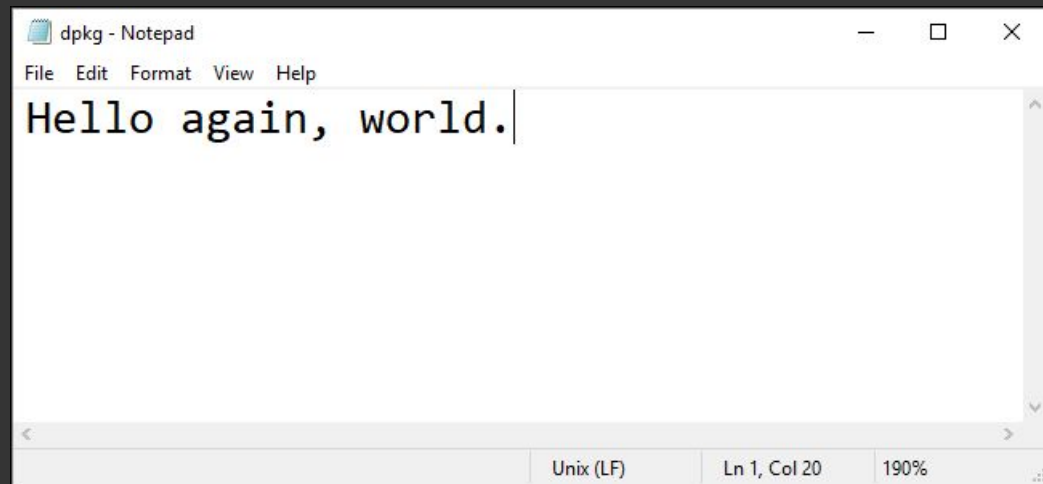 dpkg - Notepad
File Edit Format View Help
Hello again, world.
Unix (LF) Ln 1, Col 20 190%